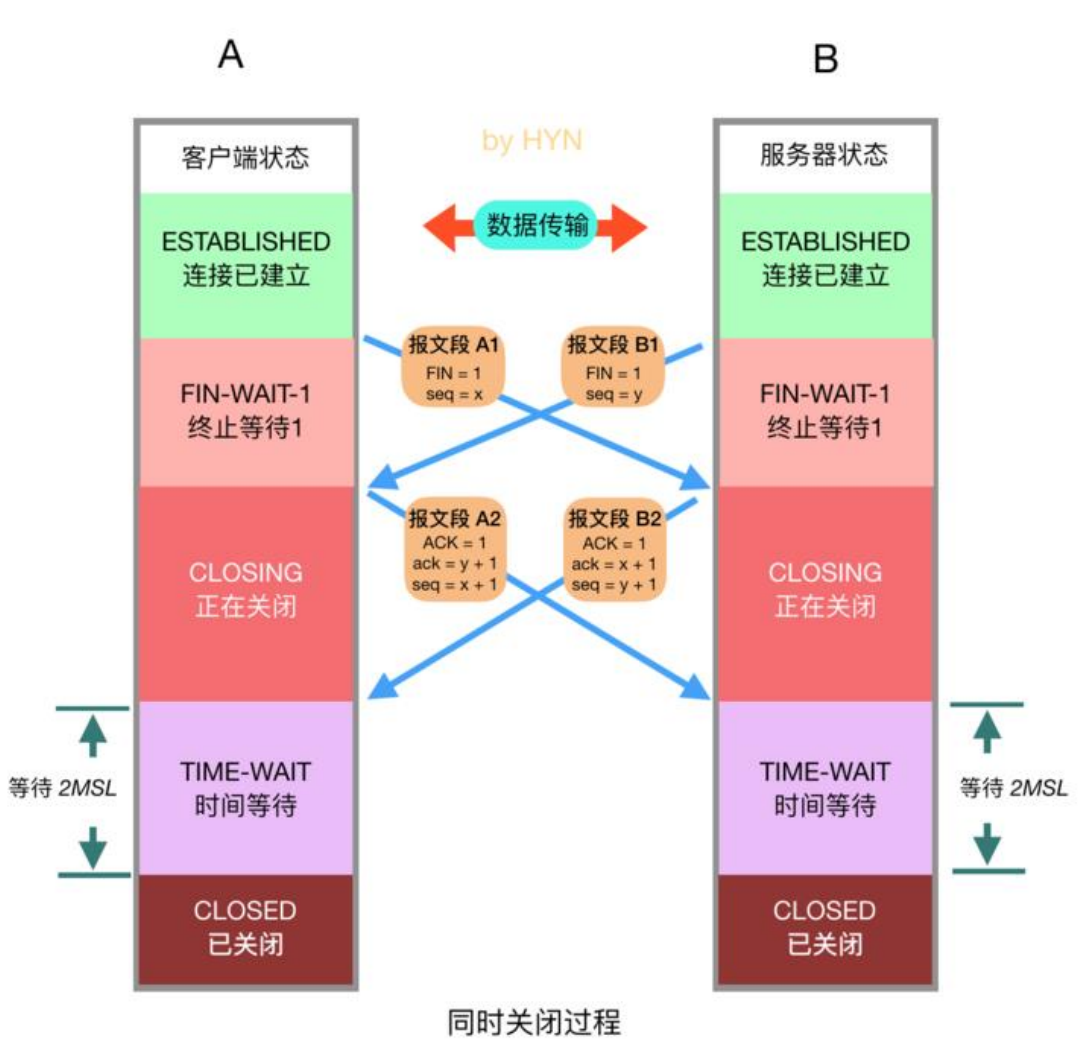 A
B
by HYN
客户端状态
服务器状态
数据传输
ESTABLISHED
连接已建立
ESTABLISHED
连接已建立
报文段 A1
FIN = 1
seq = x
报文段 B1
FIN = 1
seq = y
FIN-WAIT-1
终止等待1
FIN-WAIT-1
终止等待1
报文段 A2
ACK = 1
ack = y + 1
seq = x + 1
报文段 B2
ACK = 1
ack = x + 1
seq = y + 1
CLOSING
正在关闭
CLOSING
正在关闭
等待 2MSL
TIME-WAIT
时间等待
TIME-WAIT
时间等待
等待 2MSL
CLOSED
已关闭
CLOSED
已关闭
同时关闭过程